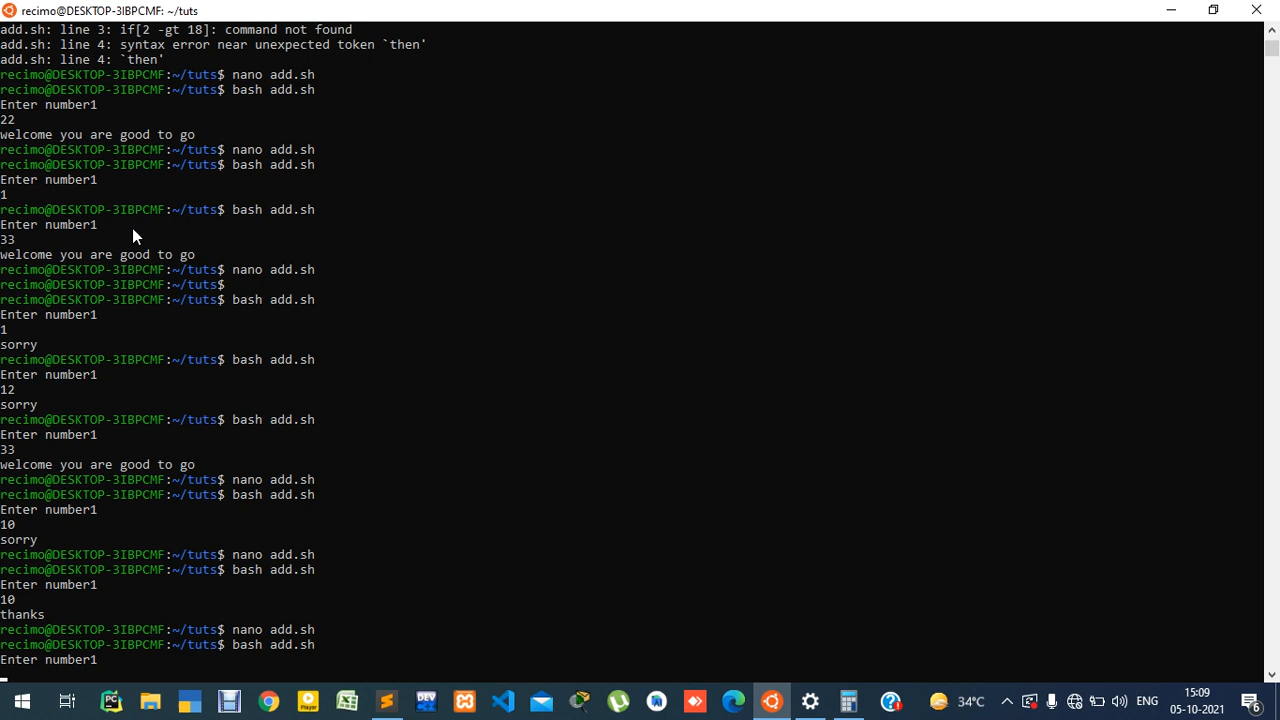 recimo@DESKTOP-3IBPCMF: ~/tuts
add.sh: line 3: if[2 -gt 18]: command not found
add.sh: line 4: syntax error near unexpected token `then'
add.sh: line 4: `then'
recimo@DESKTOP-3IBPCMF:~/tuts$ nano add.sh
recimo@DESKTOP-3IBPCMF:~/tuts$ bash add.sh
Enter number1
22
welcome you are good to go
recimo@DESKTOP-3IBPCMF:~/tuts$ nano add.sh
recimo@DESKTOP-3IBPCMF:~/tuts$ bash add.sh
Enter number1
1
recimo@DESKTOP-3IBPCMF:~/tuts$ bash add.sh
Enter number1
33
welcome you are good to go
recimo@DESKTOP-3IBPCMF:~/tuts$ nano add.sh
recimo@DESKTOP-3IBPCMF:~/tuts$
recimo@DESKTOP-3IBPCMF:~/tuts$ bash add.sh
Enter number1
1
sorry
recimo@DESKTOP-3IBPCMF:~/tuts$ bash add.sh
Enter number1
12
sorry
recimo@DESKTOP-3IBPCMF:~/tuts$ bash add.sh
Enter number1
33
welcome you are good to go
recimo@DESKTOP-3IBPCMF:~/tuts$ nano add.sh
recimo@DESKTOP-3IBPCMF:~/tuts$ bash add.sh
Enter number1
10
sorry
recimo@DESKTOP-3IBPCMF:~/tuts$ nano add.sh
recimo@DESKTOP-3IBPCMF:~/tuts$ bash add.sh
Enter number1
10
thanks
recimo@DESKTOP-3IBPCMF:~/tuts$ nano add.sh
recimo@DESKTOP-3IBPCMF:~/tuts$ bash add.sh
Enter number1
34°C ENG 15:09
05-10-2021 6